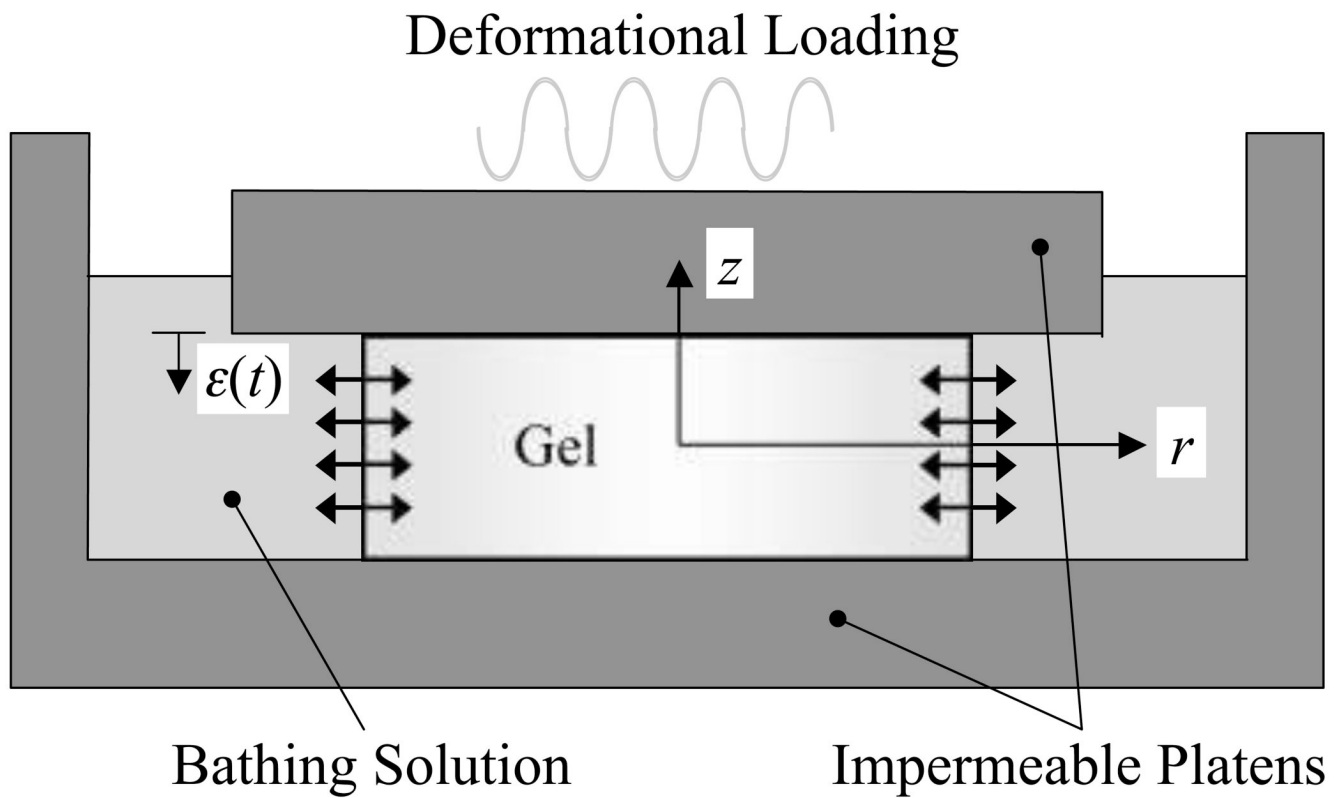 Deformational Loading
z
ε(t)
Gel
r
Bathing Solution
Impermeable Platens